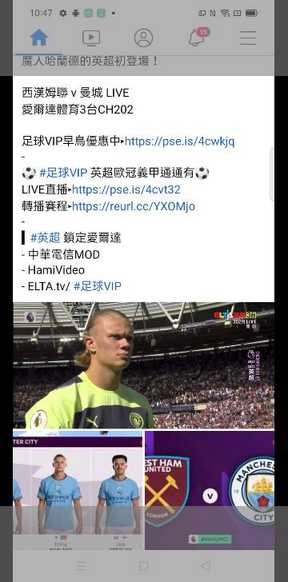 10:47
魔人哈蘭德的英超初登場！
西漢姆聯 v 曼城 LIVE
愛爾達體育3台CH202
足球VIP早鳥優惠中▸https://pse.is/4cwkjq
-
⚽ #足球VIP 英超歐冠義甲通通有⚽
LIVE直播▸https://pse.is/4cvt32
轉播賽程▸https://reurl.cc/YXOMjo
-
▌#英超 鎖定愛爾達
- 中華電信MOD
- HamiVideo
- ELTA.tv/ #足球VIP
TER CITY
EST HAM
UNITED
LONDON
V
MANCHES
CITY